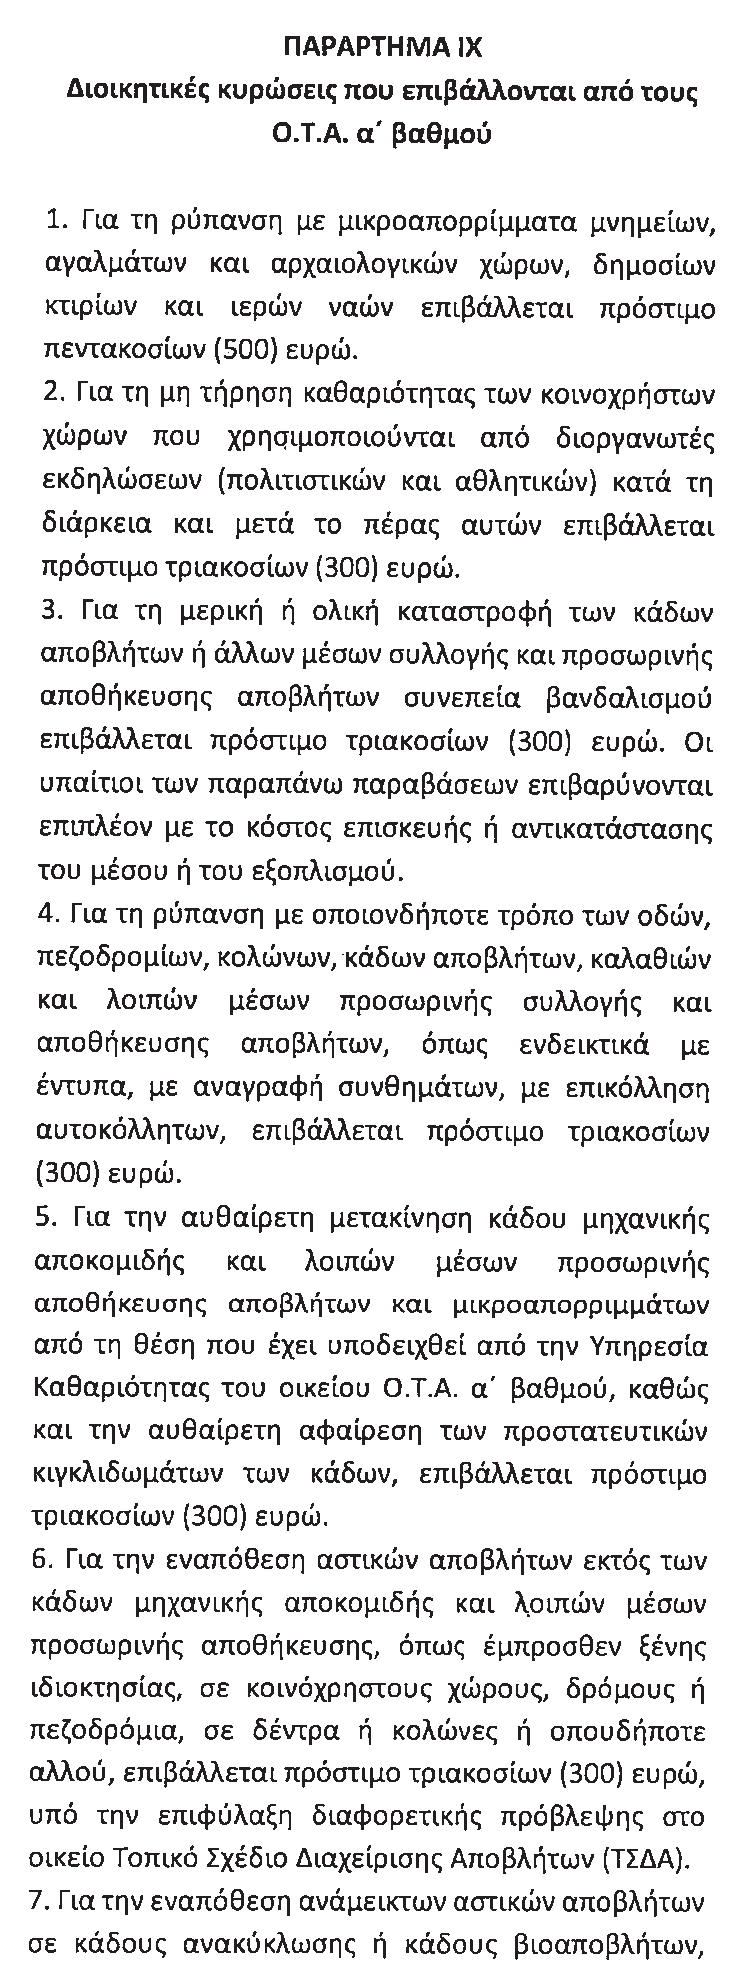 ΠΑΡΑΡΤΗΜΑ IX
Διοικητικές κυρώσεις που επιβάλλονται από τους
Ο.Τ.Α. α΄ βαθμού
1. Για τη ρύπανση με μικροαπορρίμματα μνημείων,
αγαλμάτων και αρχαιολογικών χώρων, δημοσίων
κτιρίων και ιερών ναών επιβάλλεται πρόστιμο
πεντακοσίων (500) ευρώ.
2. Για τη μη τήρηση καθαριότητας των κοινοχρήστων
χώρων που χρησιμοποιούνται από διοργανωτές
εκδηλώσεων (πολιτιστικών και αθλητικών) κατά τη
διάρκεια και μετά το πέρας αυτών επιβάλλεται
πρόστιμο τριακοσίων (300) ευρώ.
3. Για τη μερική ή ολική καταστροφή των κάδων
αποβλήτων ή άλλων μέσων συλλογής και προσωρινής
αποθήκευσης αποβλήτων συνεπεία βανδαλισμού
επιβάλλεται πρόστιμο τριακοσίων (300) ευρώ. Οι
υπαίτιοι των παραπάνω παραβάσεων επιβαρύνονται
επιπλέον με το κόστος επισκευής ή αντικατάστασης
του μέσου ή του εξοπλισμού.
4. Για τη ρύπανση με οποιονδήποτε τρόπο των οδών,
πεζοδρομίων, κολώνων, κάδων αποβλήτων, καλαθιών
και λοιπών μέσων προσωρινής συλλογής και
αποθήκευσης αποβλήτων, όπως ενδεικτικά με
έντυπα, με αναγραφή συνθημάτων, με επικόλληση
αυτοκόλλητων, επιβάλλεται πρόστιμο τριακοσίων
(300) ευρώ.
5. Για την αυθαίρετη μετακίνηση κάδου μηχανικής
αποκομιδής και λοιπών μέσων προσωρινής
αποθήκευσης αποβλήτων και μικροαπορριμμάτων
από τη θέση που έχει υποδειχθεί από την Υπηρεσία
Καθαριότητας του οικείου Ο.Τ.Α. α΄ βαθμού, καθώς
και την αυθαίρετη αφαίρεση των προστατευτικών
κιγκλιδωμάτων των κάδων, επιβάλλεται πρόστιμο
τριακοσίων (300) ευρώ.
6. Για την εναπόθεση αστικών αποβλήτων εκτός των
κάδων μηχανικής αποκομιδής και λοιπών μέσων
προσωρινής αποθήκευσης, όπως έμπροσθεν ξένης
ιδιοκτησίας, σε κοινόχρηστους χώρους, δρόμους ή
πεζοδρόμια, σε δέντρα ή κολώνες ή οπουδήποτε
αλλού, επιβάλλεται πρόστιμο τριακοσίων (300) ευρώ,
υπό την επιφύλαξη διαφορετικής πρόβλεψης στο
οικείο Τοπικό Σχέδιο Διαχείρισης Αποβλήτων (ΤΣΔΑ).
7. Για την εναπόθεση ανάμεικτων αστικών αποβλήτων
σε κάδους ανακύκλωσης ή κάδους βιοαποβλήτων,